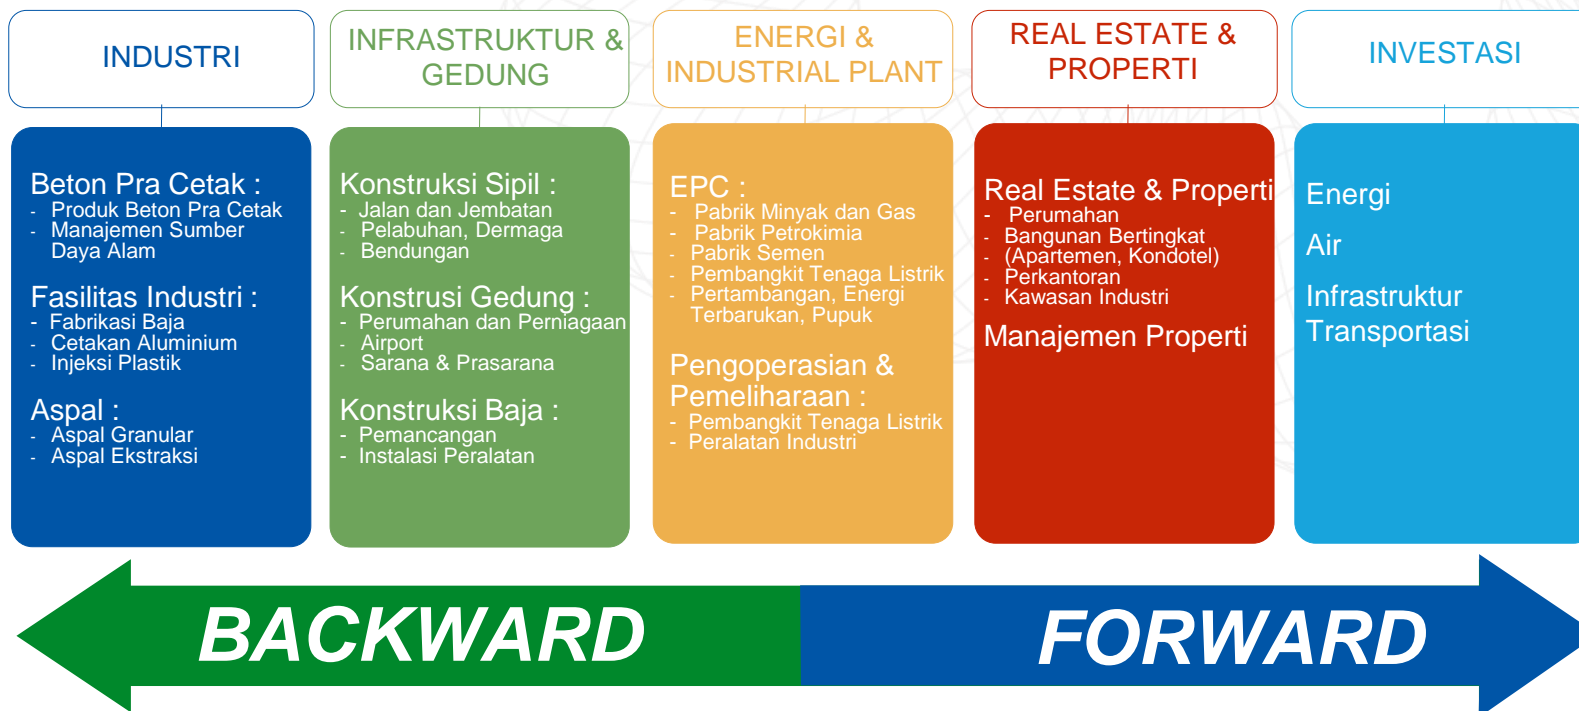 INDUSTRI
Beton Pra Cetak :
- Produk Beton Pra Cetak
- Manajemen Sumber
Daya Alam
Fasilitas Industri :
- Fabrikasi Baja
- Cetakan Aluminium
- Injeksi Plastik
Aspal :
- Aspal Granular
- Aspal Ekstraksi
INFRASTRUKTUR &
GEDUNG
Konstruksi Sipil :
- Jalan dan Jembatan
- Pelabuhan, Dermaga
- Bendungan
Konstrusi Gedung :
- Perumahan dan Perniagaan
- Airport
- Sarana & Prasarana
Konstruksi Baja :
- Pemancangan
- Instalasi Peralatan
ENERGI &
INDUSTRIAL PLANT
EPC :
- Pabrik Minyak dan Gas
- Pabrik Petrokimia
- Pabrik Semen
- Pembangkit Tenaga Listrik
- Pertambangan, Energi
Terbarukan, Pupuk
Pengoperasian &
Pemeliharaan :
- Pembangkit Tenaga Listrik
- Peralatan Industri
REAL ESTATE &
PROPERTI
Real Estate & Properti
- Perumahan
- Bangunan Bertingkat
- (Apartemen, Kondotel)
- Perkantoran
- Kawasan Industri
Manajemen Properti
INVESTASI
Energi
Air
Infrastruktur
Transportasi
BACKWARD
FORWARD